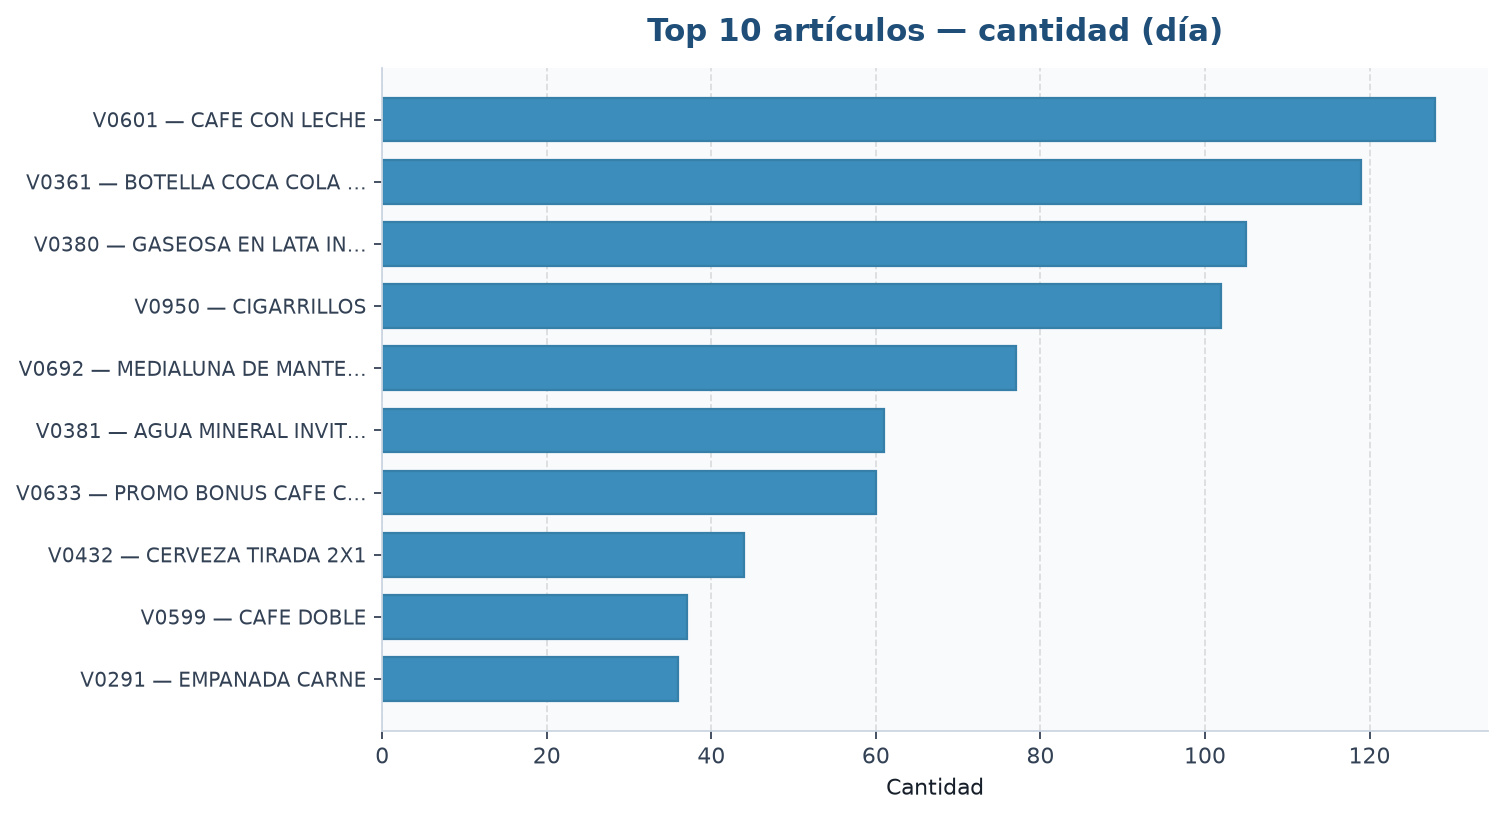 Top 10 artículos — cantidad (día)
V0601 — CAFE CON LECHE
V0361 — BOTELLA COCA COLA …
V0380 — GASEOSA EN LATA IN…
V0950 — CIGARRILLOS
V0692 — MEDIALUNA DE MANTE…
V0381 — AGUA MINERAL INVIT…
V0633 — PROMO BONUS CAFE C…
V0432 — CERVEZA TIRADA 2X1
V0599 — CAFE DOBLE
V0291 — EMPANADA CARNE
0 20 40 60 80 100 120
Cantidad